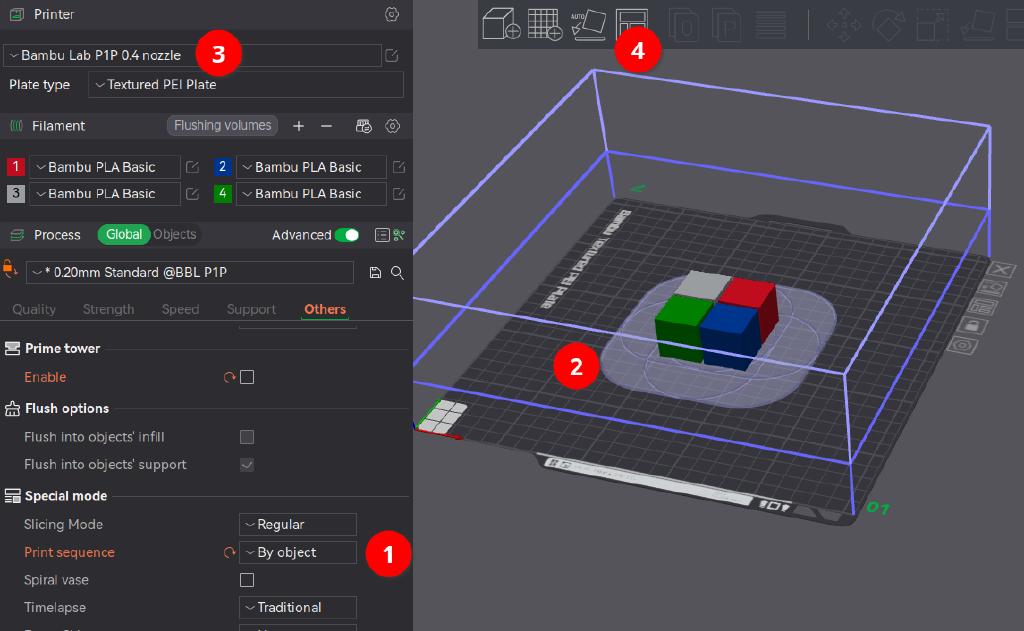 Printer
Bambu Lab P1P 0.4 nozzle
3
Plate type
Textured PEI Plate
Filament
Flushing volumes
1 Bambu PLA Basic 2 Bambu PLA Basic
3 Bambu PLA Basic 4 Bambu PLA Basic
Process Global Objects Advanced
* 0.20mm Standard @BBL P1P
Quality Strength Speed Support Others
Prime tower
Enable
Flush options
Flush into objects' infill
Flush into objects' support
Special mode
Slicing Mode Regular
Print sequence By object
1
Spiral vase
Timelapse Traditional
AUTO
4
Bambu Textured PEI Plate
2
01